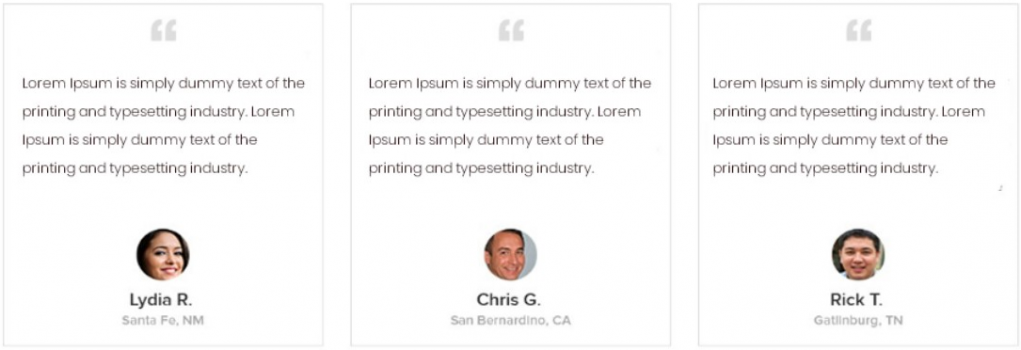 Lorem Ipsum is simply dummy text of the
printing and typesetting industry. Lorem
Ipsum is simply dummy text of the
printing and typesetting industry.
Lydia R.
Santa Fe, NM
Lorem Ipsum is simply dummy text of the
printing and typesetting industry. Lorem
Ipsum is simply dummy text of the
printing and typesetting industry.
Chris G.
San Bernardino, CA
Lorem Ipsum is simply dummy text of the
printing and typesetting industry. Lorem
Ipsum is simply dummy text of the
printing and typesetting industry.
Rick T.
Gatlinburg, TN